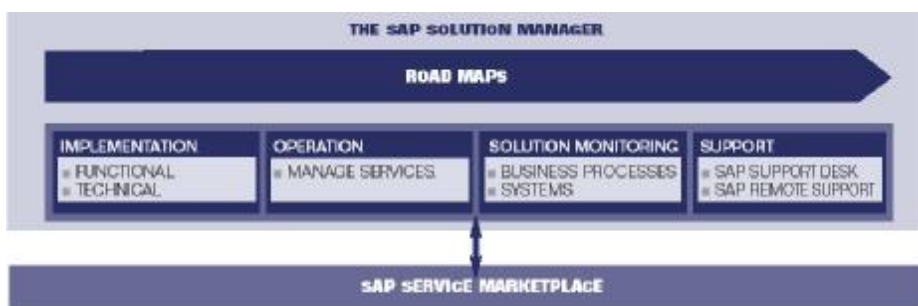 THE SAP SOLUTION MANAGER
ROAD MAPS
IMPLEMENTATION
FUNCTIONAL
TECHNICAL
OPERATION
MANAGE SERVICES
SOLUTION MONITORING
BUSINESS PROCESSES
SYSTEMS
SUPPORT
SAP SUPPORT DESK
SAP REMOTE SUPPORT
SAP SERVICE MARKETPLACE